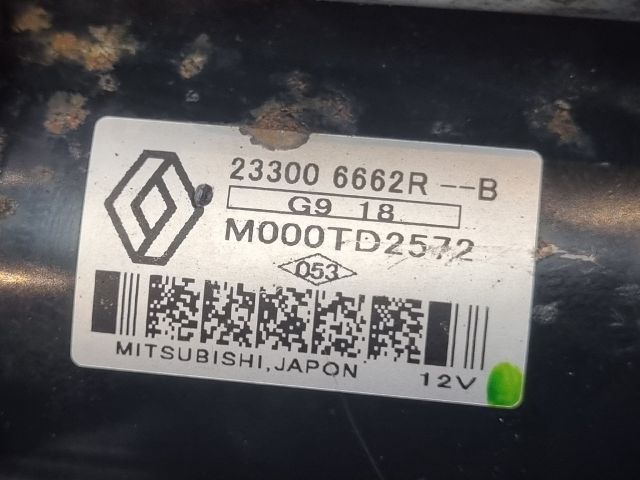 23300 6662R --B
G9 18
M000TD2572
053
MITSUBISHI,JAPON
12V